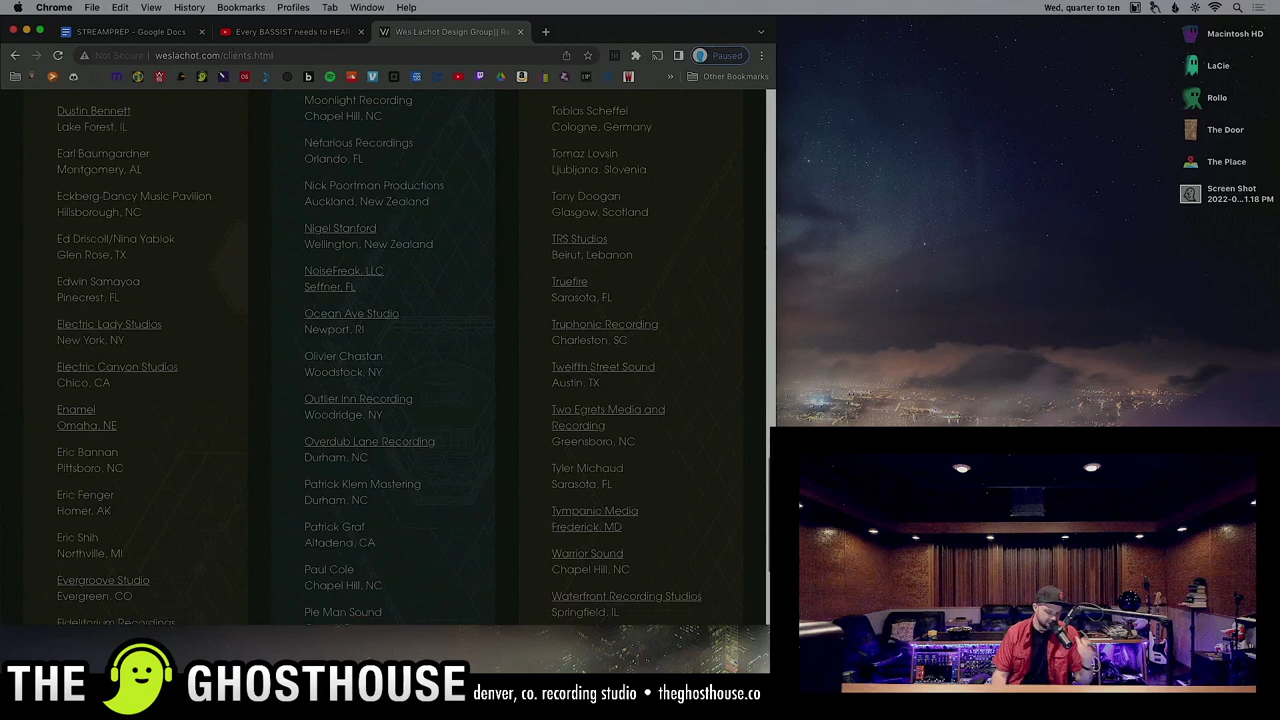 Chrome File Edit View History Bookmarks Profiles Tab Window Help Wed, quarter to ten
STREAMPREP - Google Docs
Every BASSIST needs to HEAR
Wes Lachot Design Group|| Re
Not Secure weslachot.com/clients.html Paused
Other Bookmarks
Dustin Bennett
Lake Forest, IL
Earl Baumgardner
Montgomery, AL
Eckberg-Dancy Music Pavilion
Hillsborough, NC
Ed Driscoll/Nina Yablok
Glen Rose, TX
Edwin Samayoa
Pinecrest, FL
Electric Lady Studios
New York, NY
Electric Canyon Studios
Chico, CA
Enamel
Omaha, NE
Eric Bannan
Pittsboro, NC
Eric Fenger
Homer, AK
Eric Shih
Northville, MI
Evergroove Studio
Evergreen, CO
Fidelitorium Recordings
Moonlight Recording
Chapel Hill, NC
Nefarious Recordings
Orlando, FL
Nick Poortman Productions
Auckland, New Zealand
Nigel Stanford
Wellington, New Zealand
NoiseFreak, LLC
Seffner, FL
Ocean Ave Studio
Newport, RI
Olivier Chastan
Woodstock, NY
Outlier Inn Recording
Woodridge, NY
Overdub Lane Recording
Durham, NC
Patrick Klem Mastering
Durham, NC
Patrick Graf
Altadena, CA
Paul Cole
Chapel Hill, NC
Pie Man Sound
Tobias Scheffel
Cologne, Germany
Tomaz Lovsin
Ljubljana, Slovenia
Tony Doogan
Glasgow, Scotland
TRS Studios
Beirut, Lebanon
Truefire
Sarasota, FL
Truphonic Recording
Charleston, SC
Twelfth Street Sound
Austin, TX
Two Egrets Media and
Recording
Greensboro, NC
Tyler Michaud
Sarasota, FL
Tympanic Media
Frederick, MD
Warrior Sound
Chapel Hill, NC
Waterfront Recording Studios
Springfield, IL
Macintosh HD
LaCie
Rollo
The Door
The Place
Screen Shot
2022-0...1.18 PM
THE GHOSTHOUSE denver, co. recording studio • theghosthouse.co